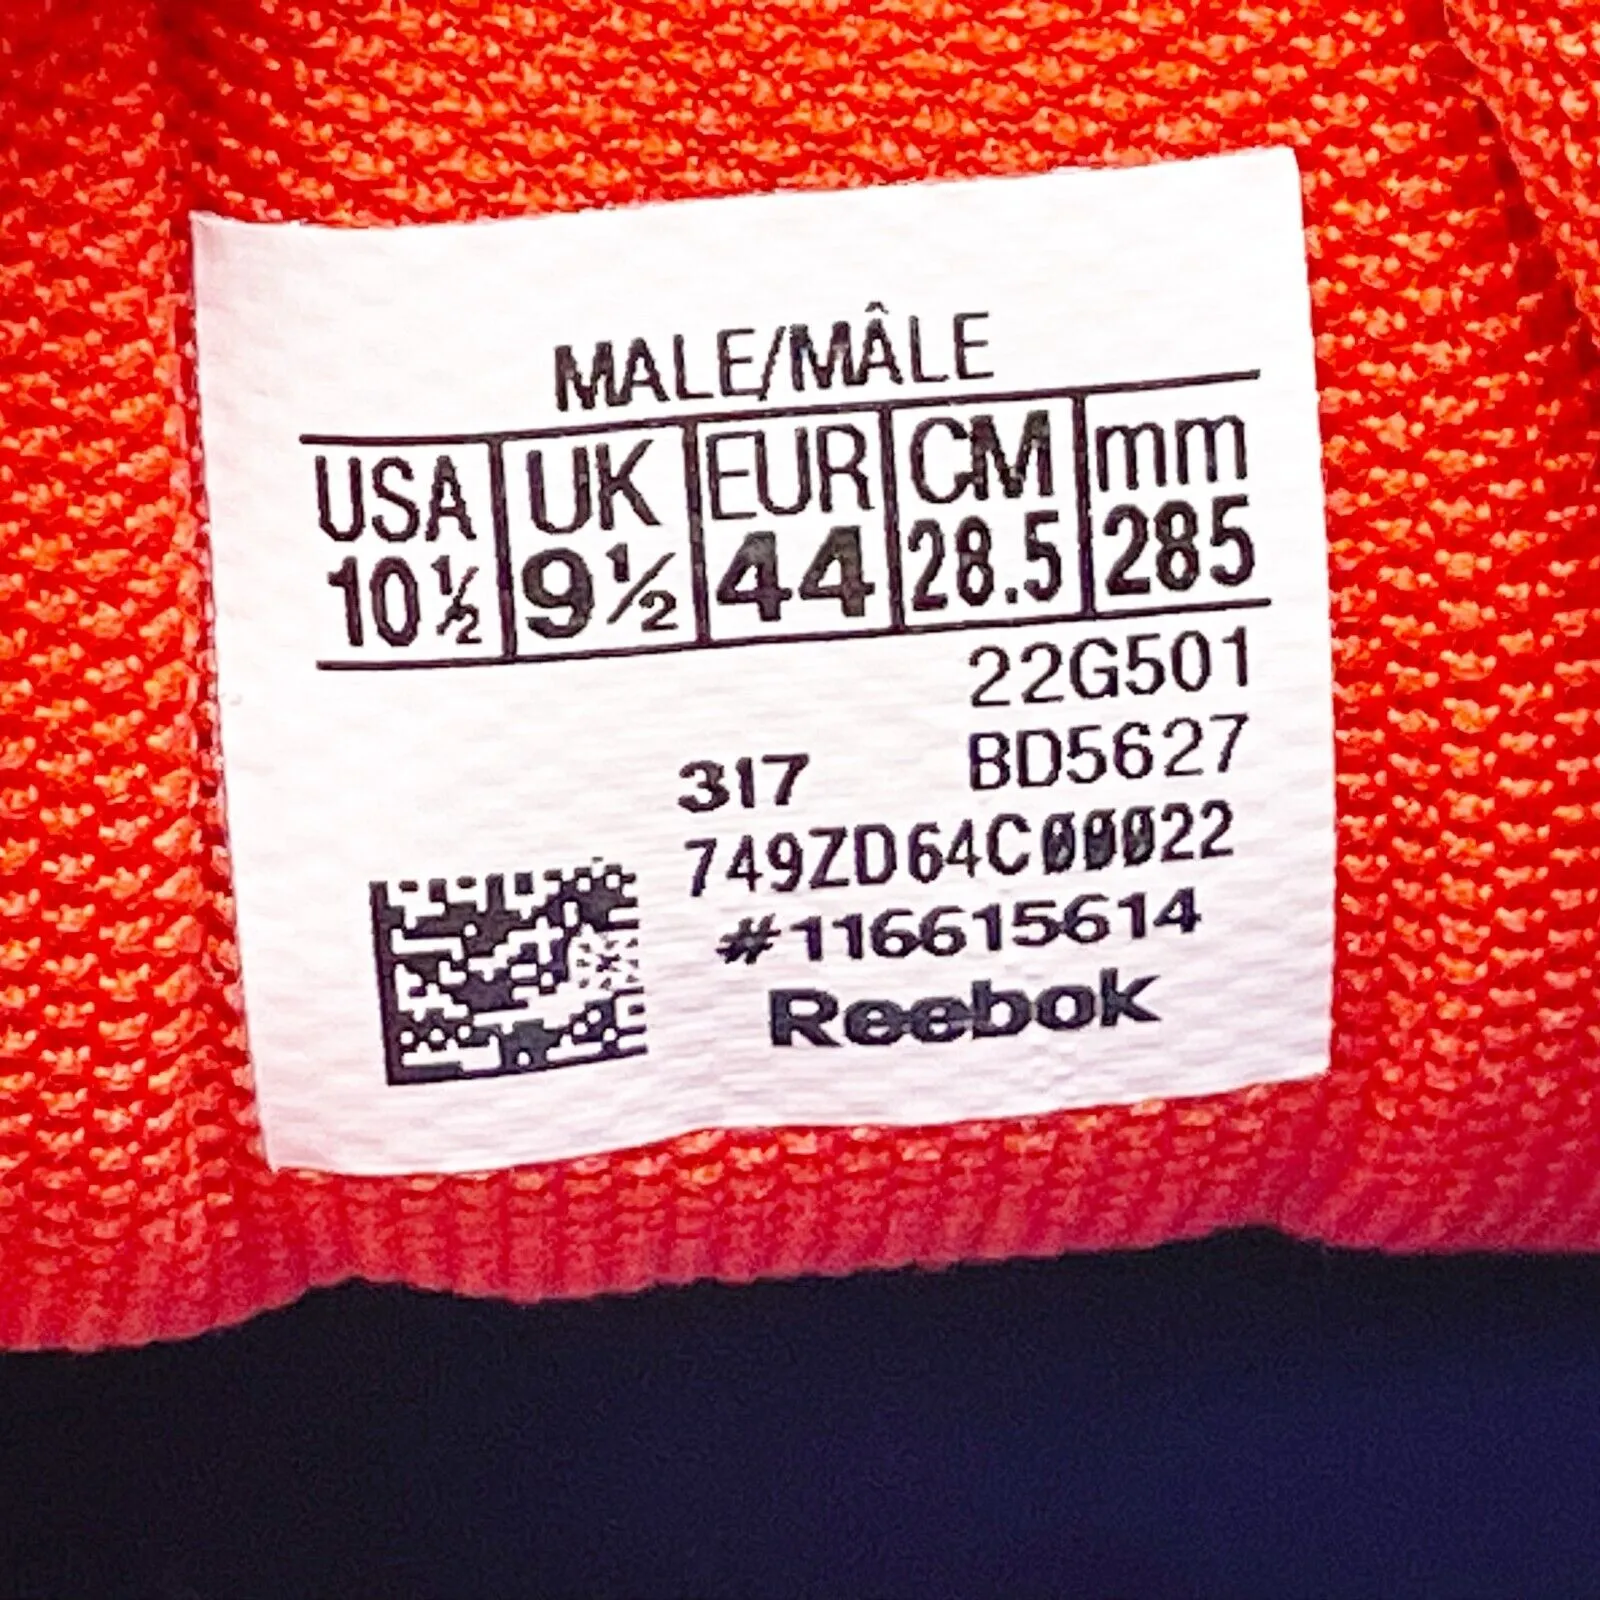 MALE/MÂLE
USA UK EUR CM mm
10½ 9½ 44 28.5 285
22G501
317 BD5627
749ZD64C00022
#116615614
Reebok